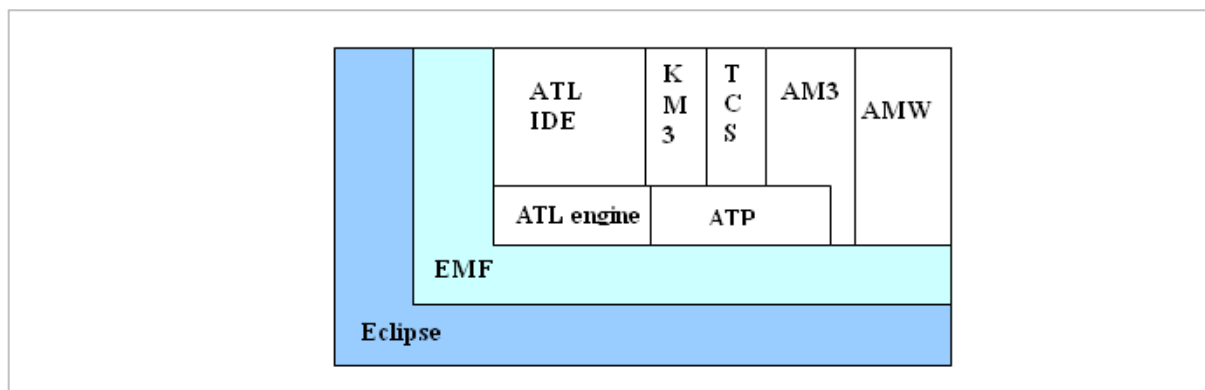 ATL
IDE
K
M
3
T
C
S
AM3
AMW
ATL engine
ATP
EMF
Eclipse